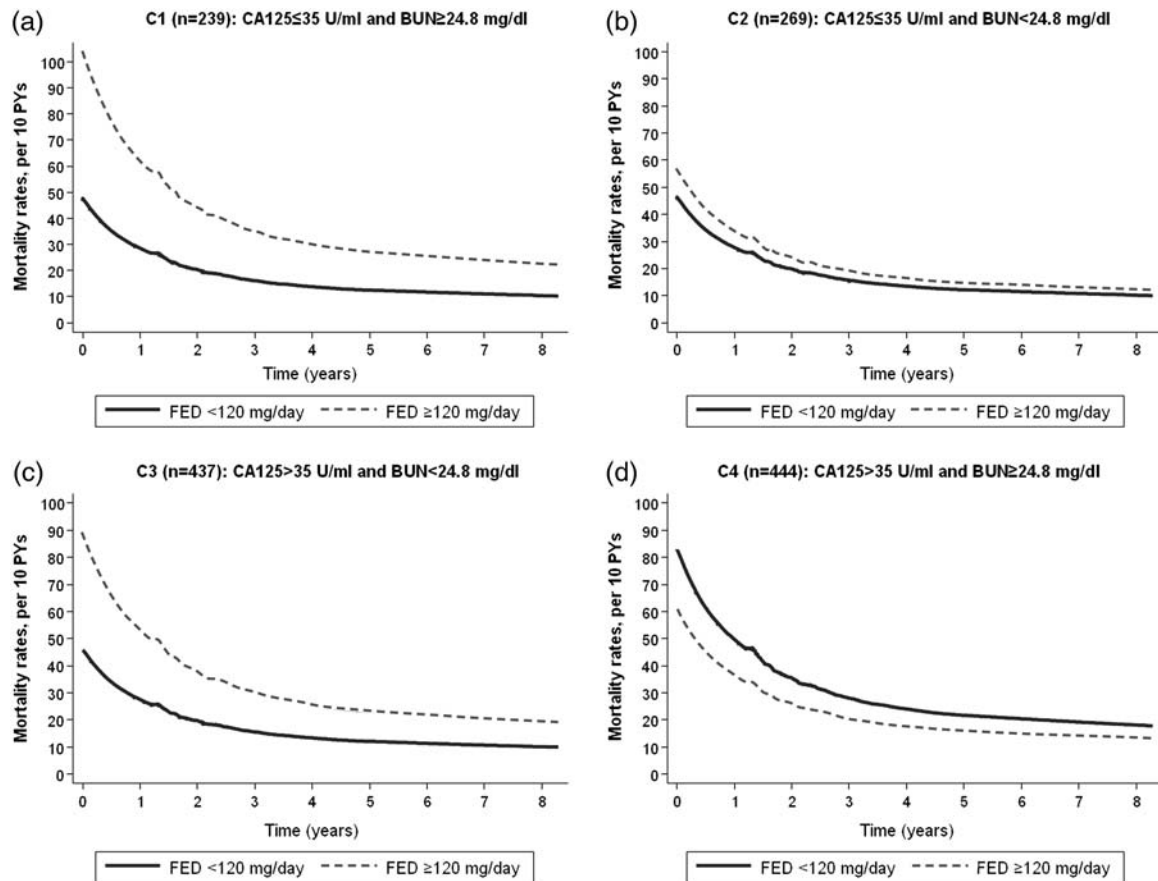 (a)
C1 (n=239): CA125≤35 U/ml and BUN≥24.8 mg/dl
Mortality rates, per 10 PYs
100
90
80
70
60
50
40
30
20
10
0
0 1 2 3 4 5 6 7 8
Time (years)
FED <120 mg/day FED ≥120 mg/day
(b)
C2 (n=269): CA125≤35 U/ml and BUN<24.8 mg/dl
Mortality rates, per 10 PYs
100
90
80
70
60
50
40
30
20
10
0
0 1 2 3 4 5 6 7 8
Time (years)
FED <120 mg/day FED ≥120 mg/day
(c)
C3 (n=437): CA125>35 U/ml and BUN<24.8 mg/dl
Mortality rates, per 10 PYs
100
90
80
70
60
50
40
30
20
10
0
0 1 2 3 4 5 6 7 8
Time (years)
FED <120 mg/day FED ≥120 mg/day
(d)
C4 (n=444): CA125>35 U/ml and BUN≥24.8 mg/dl
Mortality rates, per 10 PYs
100
90
80
70
60
50
40
30
20
10
0
0 1 2 3 4 5 6 7 8
Time (years)
FED <120 mg/day FED ≥120 mg/day